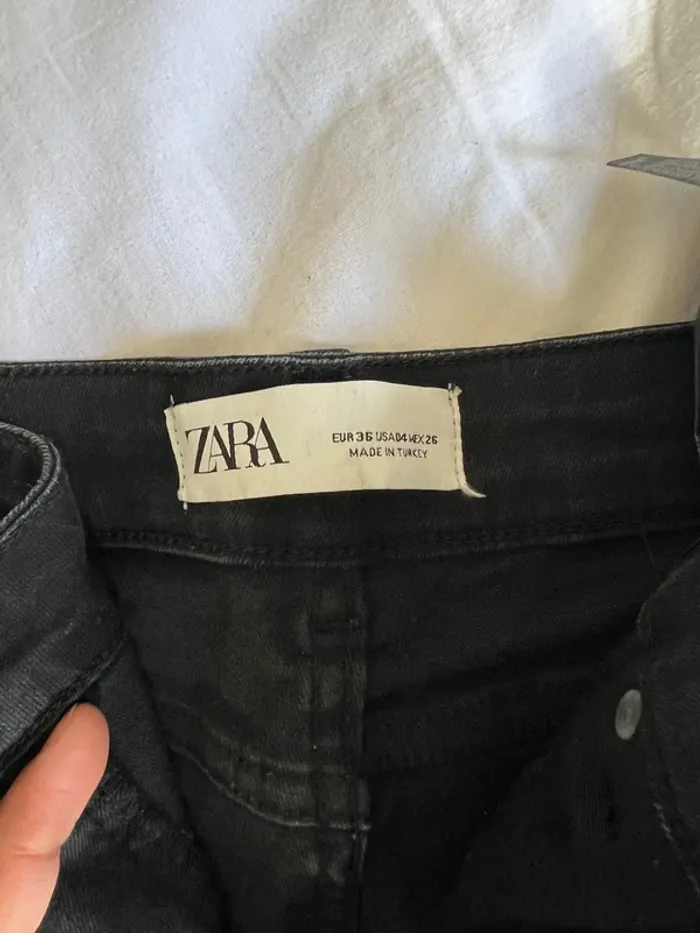 ZARA
EUR 36 USA 04 MEX 26
MADE IN TURKEY